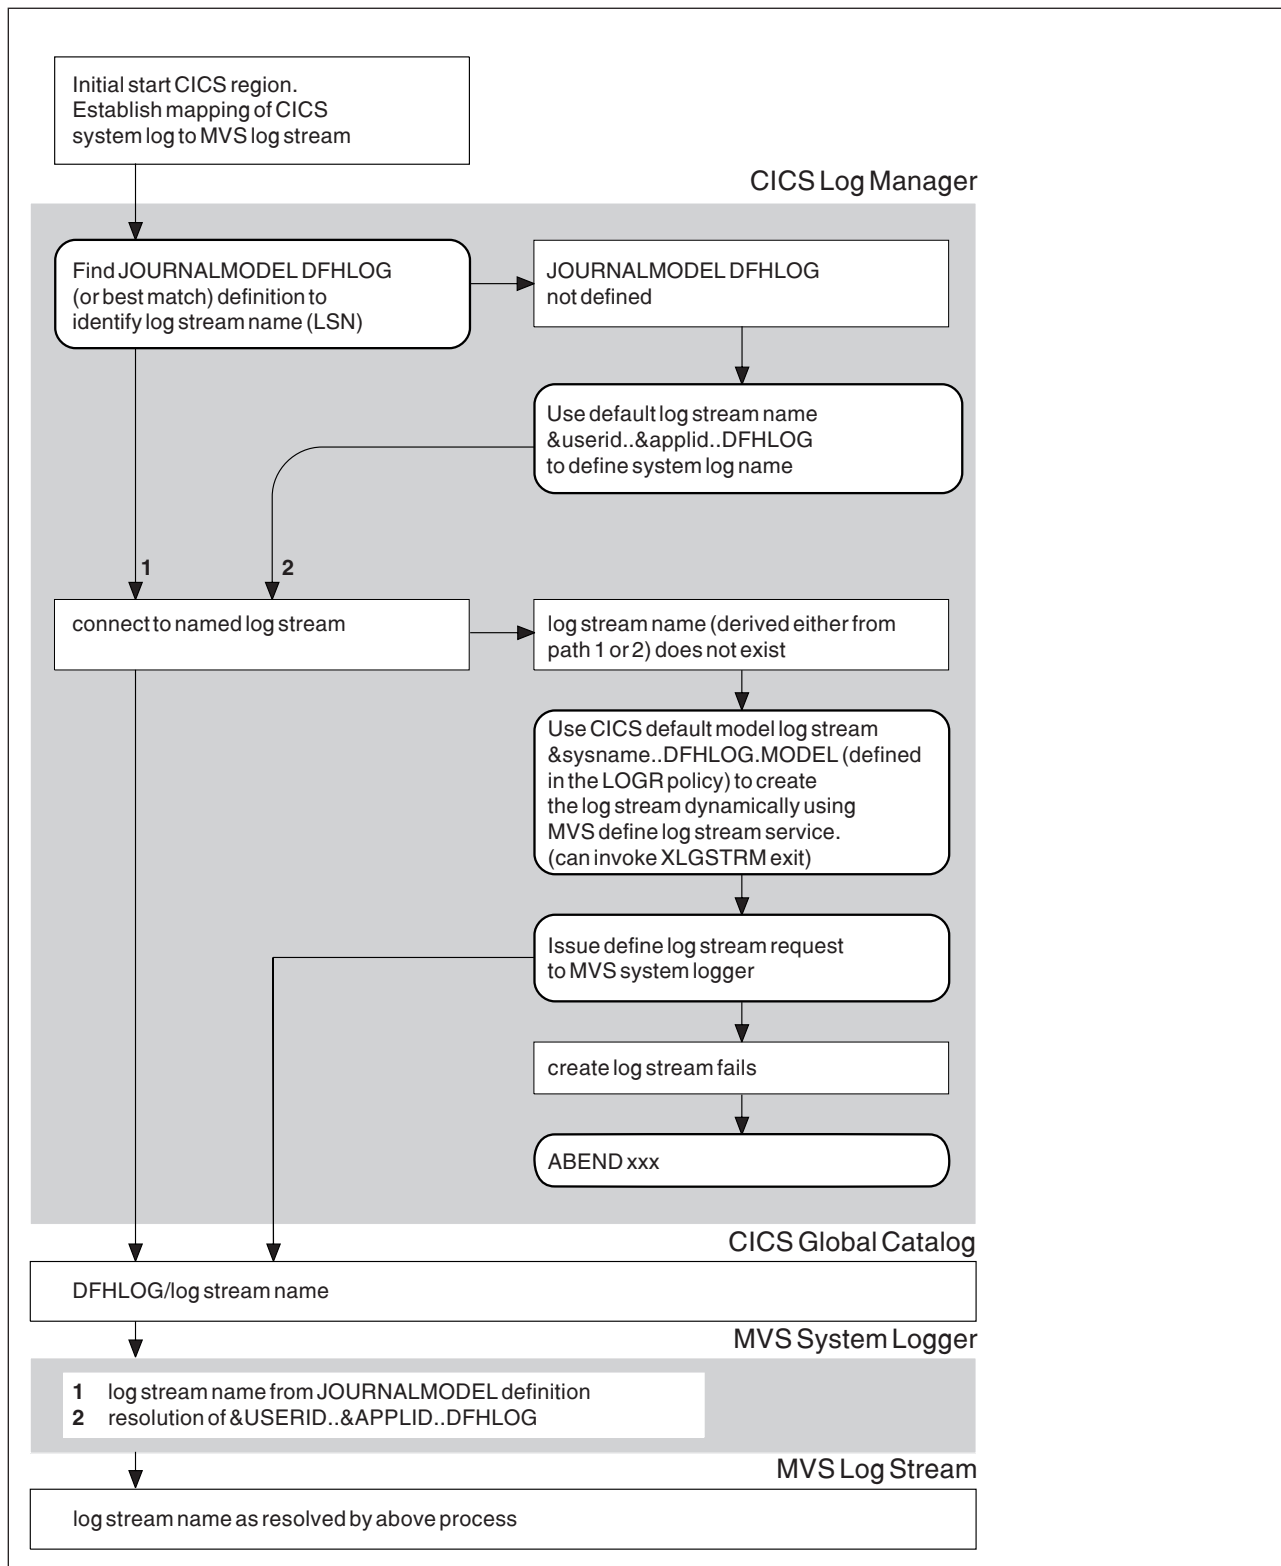 Initial start CICS region.
Establish mapping of CICS
system log to MVS log stream
CICS Log Manager
Find JOURNALMODEL DFHLOG
(or best match) definition to
identify log stream name (LSN)
JOURNALMODEL DFHLOG
not defined
Use default log stream name
&userid..&applid..DFHLOG
to define system log name
1
2
connect to named log stream
log stream name (derived either from
path 1 or 2) does not exist
Use CICS default model log stream
&sysname..DFHLOG.MODEL (defined
in the LOGR policy) to create
the log stream dynamically using
MVS define log stream service.
(can invoke XLGSTRM exit)
Issue define log stream request
to MVS system logger
create log stream fails
ABEND xxx
CICS Global Catalog
DFHLOG/log stream name
MVS System Logger
1 log stream name from JOURNALMODEL definition
2 resolution of &USERID..&APPLID..DFHLOG
MVS Log Stream
log stream name as resolved by above process